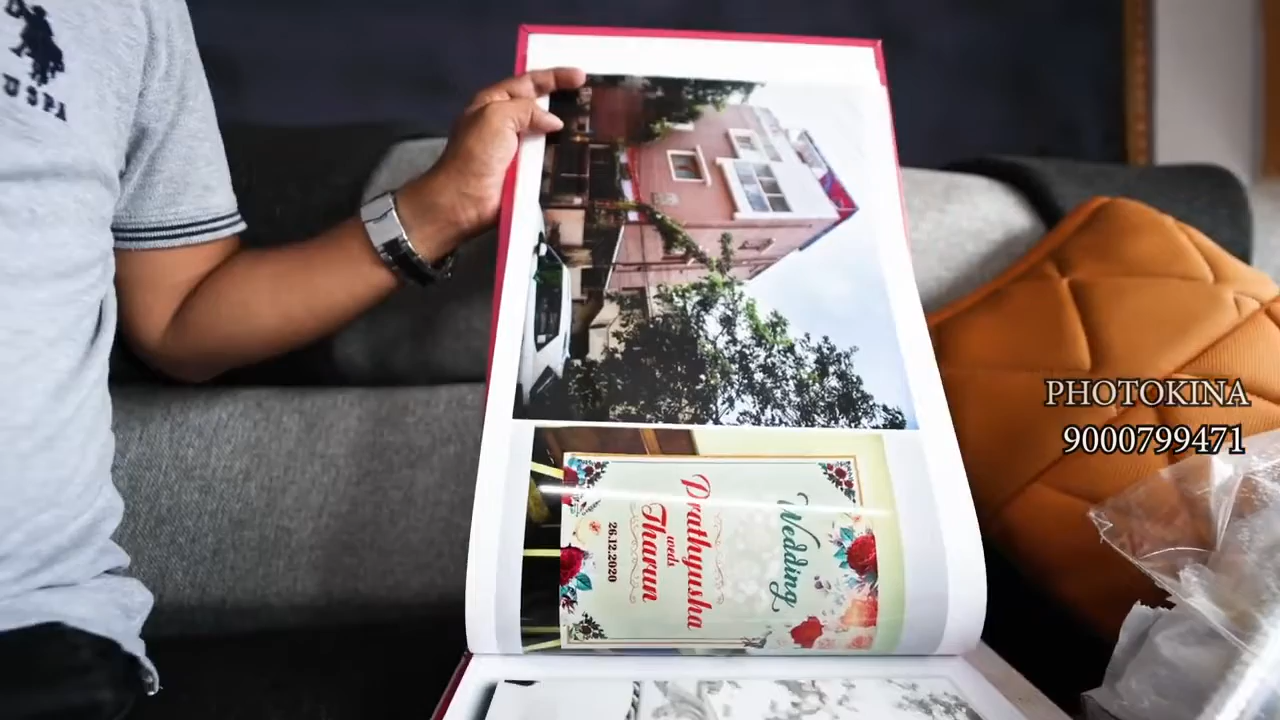 USPA
PHOTOKINA
9000799471
Wedding
Prathyusha
weds
Tharun
26.12.2020